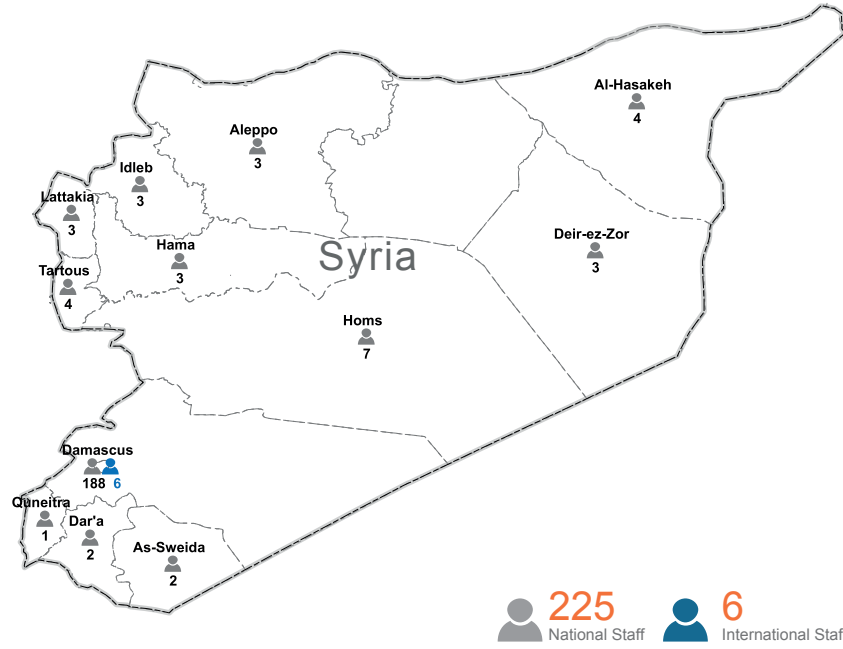 Al-Hasakeh
4
Aleppo
3
Idleb
3
Lattakia
3
Deir-ez-Zor
3
Hama
3
Syria
Tartous
4
Homs
7
Damascus
188 6
Quneitra
1
Dar'a
2
As-Sweida
2
225
National Staff
6
International Staf